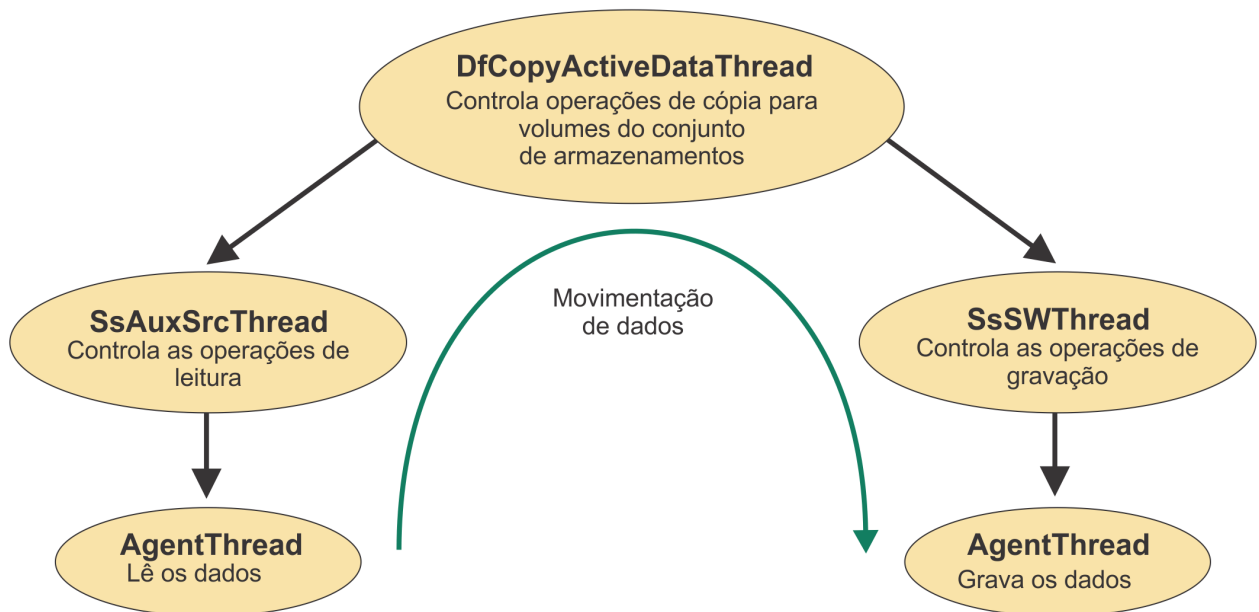 DfCopyActiveDataThread
Controla operações de cópia para
volumes do conjunto
de armazenamentos
Movimentação
de dados
SsAuxSrcThread
Controla as operações de
leitura
SsSWThread
Controla as operações de
gravação
AgentThread
Lê os dados
AgentThread
Grava os dados